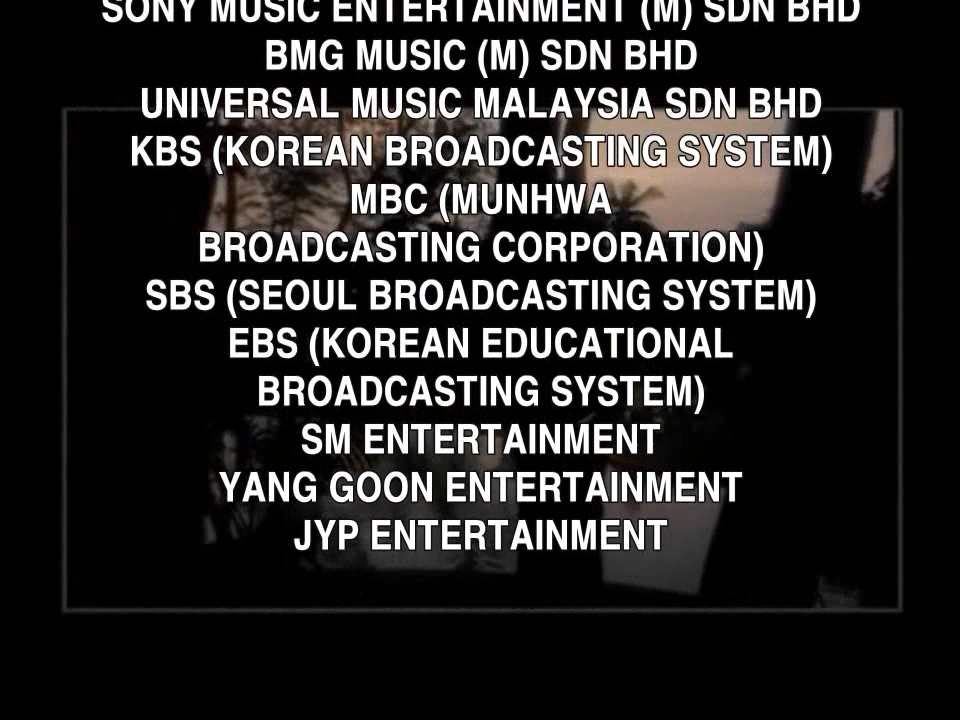 SONY MUSIC ENTERTAINMENT (M) SDN BHD
BMG MUSIC (M) SDN BHD
UNIVERSAL MUSIC MALAYSIA SDN BHD
KBS (KOREAN BROADCASTING SYSTEM)
MBC (MUNHWA
BROADCASTING CORPORATION)
SBS (SEOUL BROADCASTING SYSTEM)
EBS (KOREAN EDUCATIONAL
BROADCASTING SYSTEM)
SM ENTERTAINMENT
YANG GOON ENTERTAINMENT
JYP ENTERTAINMENT